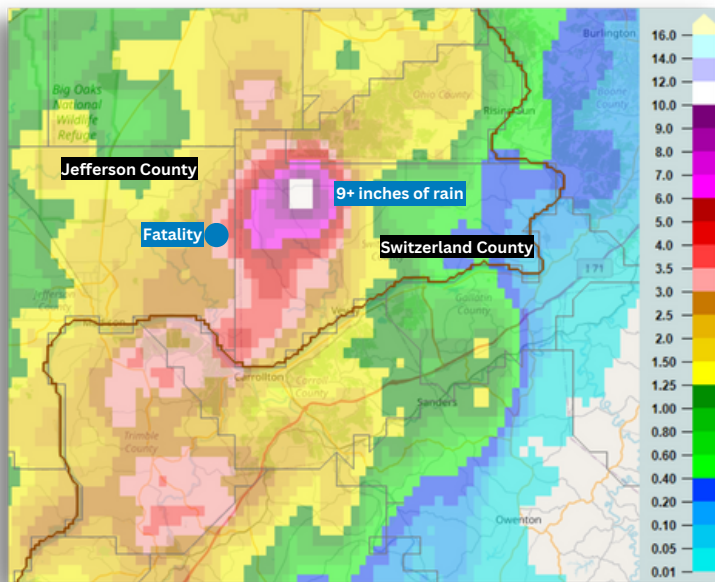 Burlington
Big Oaks
National
Wildlife
Refuge
Boone
County
Ohio County
Rising Sun
Jefferson County
9+ inches of rain
Fatality
Switzerland County
I 71
Jefferson
County
Gallatin
County
Madison
Carrollton
Carroll
County
Sanders
Trimble
County
Owenton
16.0
14.0
12.0
10.0
9.0
8.0
7.0
6.0
5.0
4.0
3.5
3.0
2.5
2.0
1.50
1.25
1.00
0.80
0.60
0.40
0.20
0.10
0.05
0.01